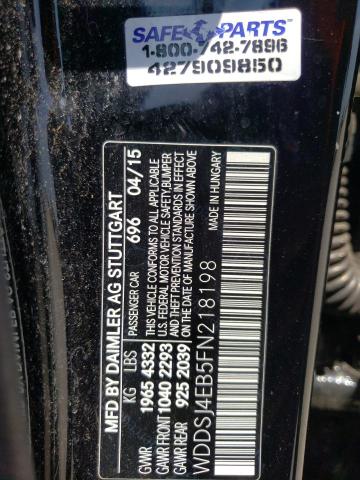 SAFE PARTS
1-800-742-7896
427909850
MFD BY DAIMLER AG STUTTGART
PASSENGER CAR 696 04/15
KG LBS
GVWR 1965 4332
GAWR FRONT 1040 2293
GAWR REAR 925 2039
THIS VEHICLE CONFORMS TO ALL APPLICABLE
U.S. FEDERAL MOTOR VEHICLE SAFETY, BUMPER
AND THEFT PREVENTION STANDARDS IN EFFECT
ON THE DATE OF MANUFACTURE SHOWN ABOVE
MADE IN HUNGARY
WDDSJ4EB5FN218198